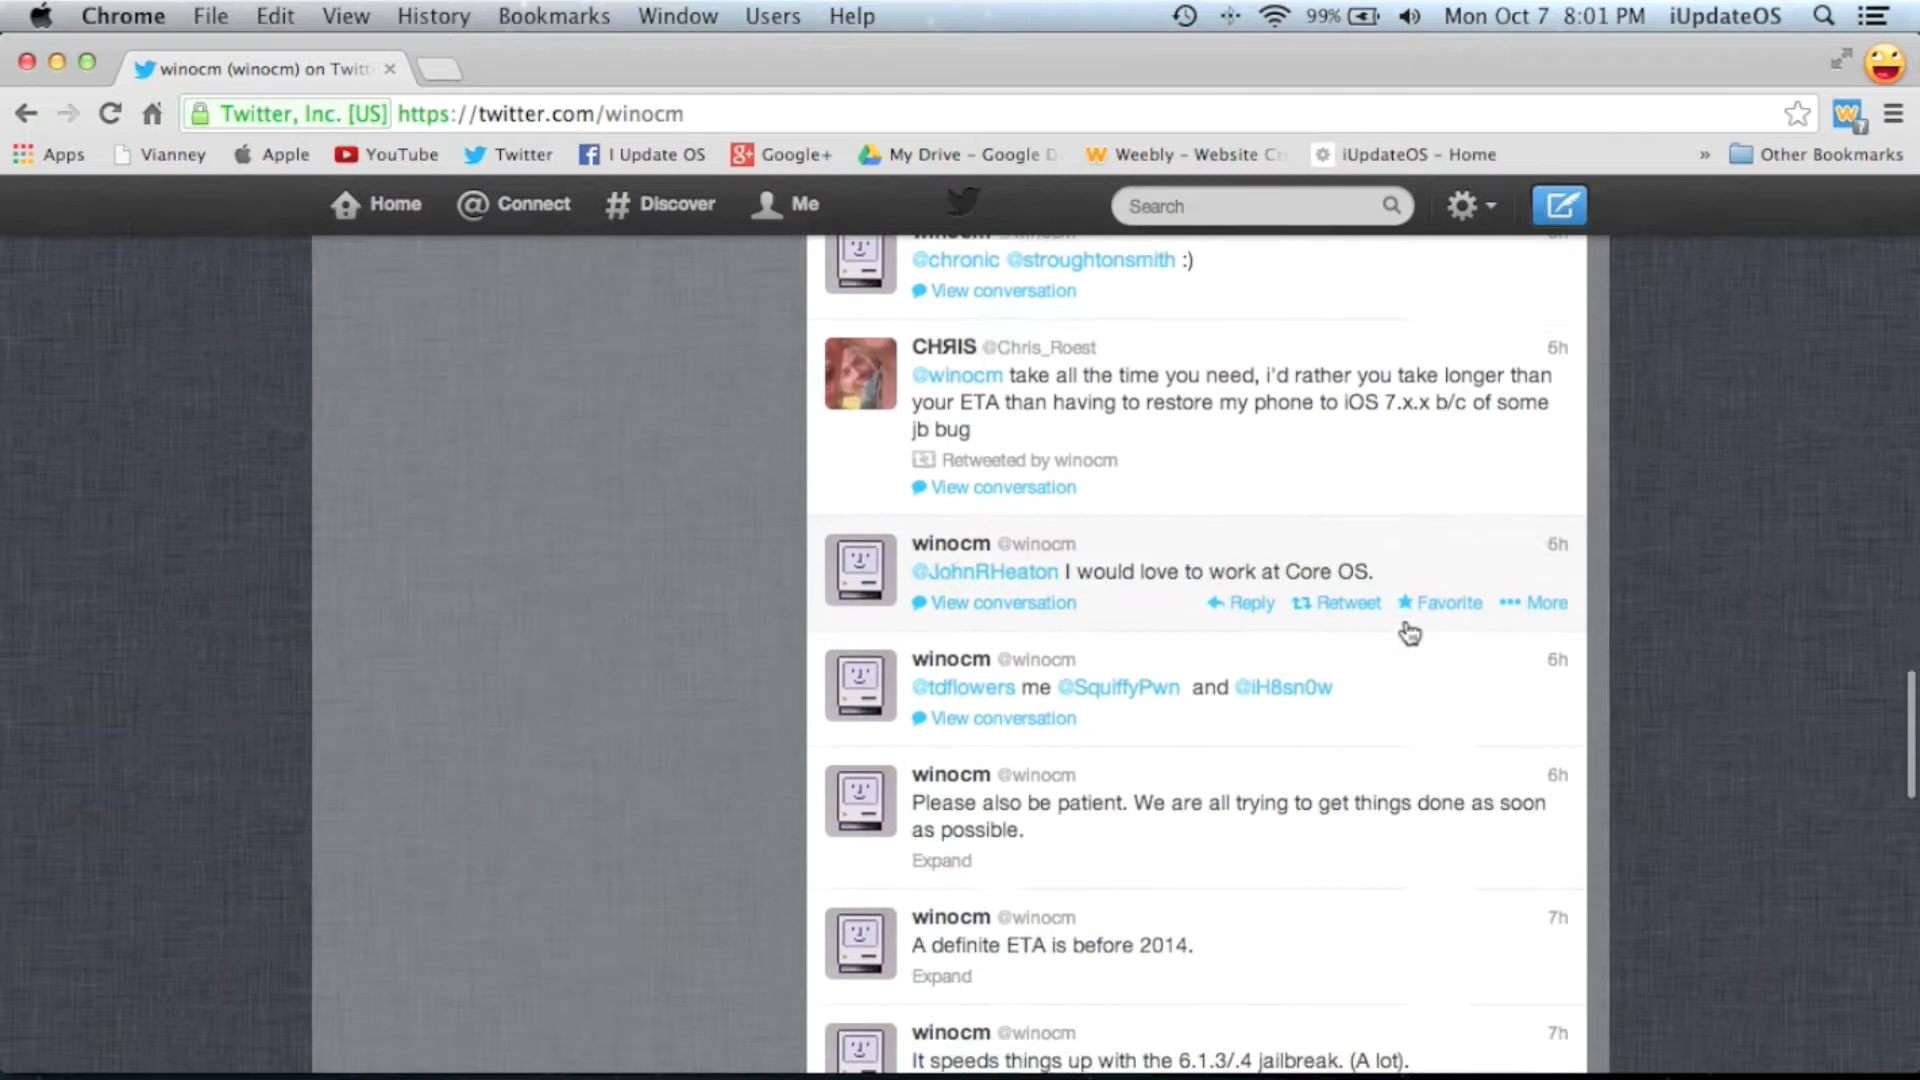 Chrome File Edit View History Bookmarks Window Users Help 99% Mon Oct 7 8:01 PM iUpdateOS
winocm (winocm) on Twitt
Twitter, Inc. [US] https://twitter.com/winocm
Apps Vianney Apple YouTube Twitter I Update OS Google+ My Drive - Google D Weebly - Website Cr iUpdateOS - Home » Other Bookmarks
Home Connect Discover Me Search
@chronic @stroughtonsmith :)
View conversation
CHЯIS @Chris_Roest 6h
@winocm take all the time you need, i'd rather you take longer than
your ETA than having to restore my phone to iOS 7.x.x b/c of some
jb bug
Retweeted by winocm
View conversation
winocm @winocm 6h
@JohnRHeaton I would love to work at Core OS.
View conversation Reply Retweet Favorite More
winocm @winocm 6h
@tdflowers me @SquiffyPwn and @iH8sn0w
View conversation
winocm @winocm 6h
Please also be patient. We are all trying to get things done as soon
as possible.
Expand
winocm @winocm 7h
A definite ETA is before 2014.
Expand
winocm @winocm 7h
It speeds things up with the 6.1.3/.4 jailbreak. (A lot).